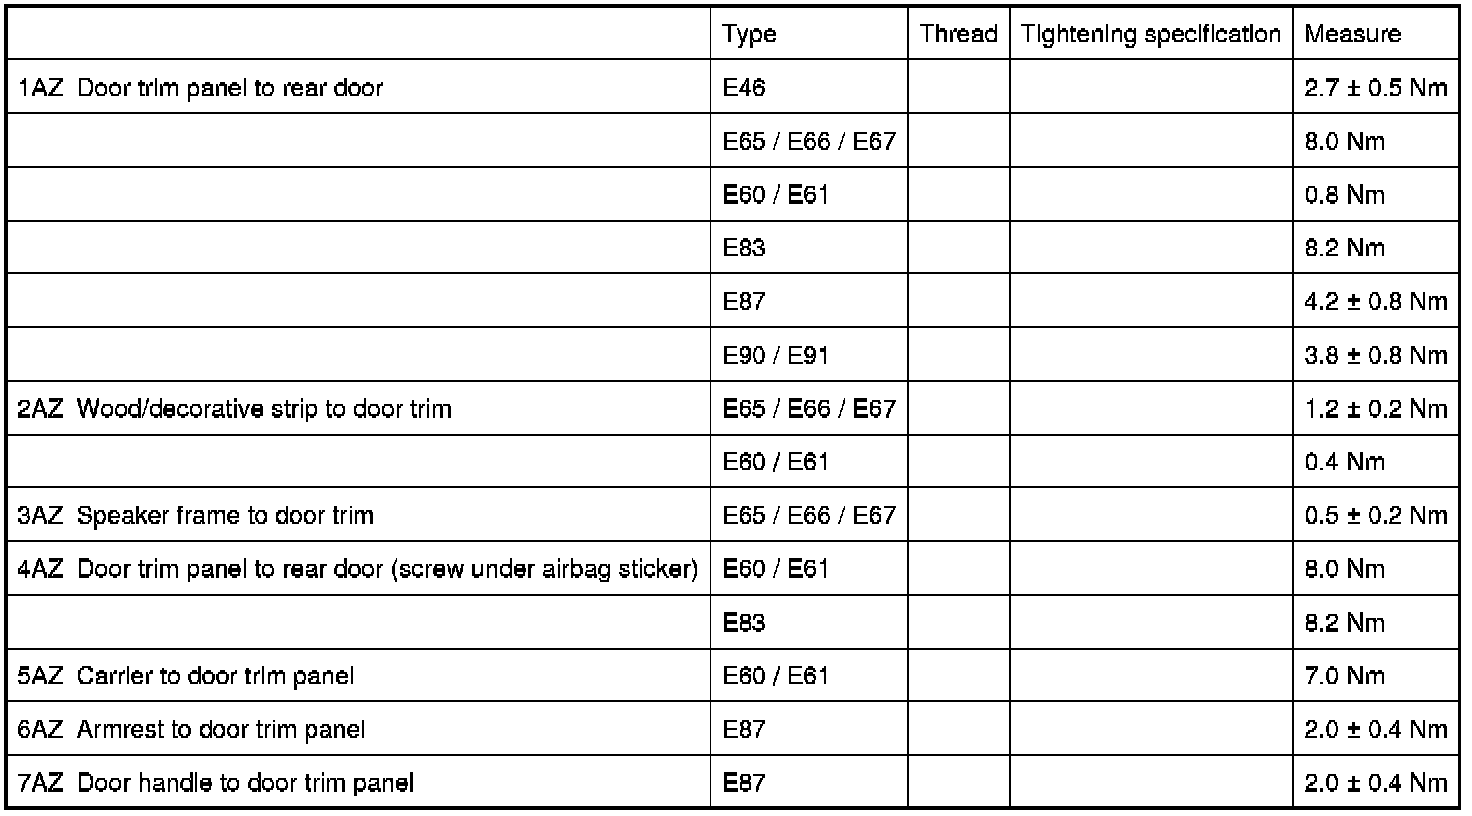 Type Thread Tightening specification Measure
1AZ Door trim panel to rear door E46 2.7 ± 0.5 Nm
E65 / E66 / E67 8.0 Nm
E60 / E61 0.8 Nm
E83 8.2 Nm
E87 4.2 ± 0.8 Nm
E90 / E91 3.8 ± 0.8 Nm
2AZ Wood/decorative strip to door trim E65 / E66 / E67 1.2 ± 0.2 Nm
E60 / E61 0.4 Nm
3AZ Speaker frame to door trim E65 / E66 / E67 0.5 ± 0.2 Nm
4AZ Door trim panel to rear door (screw under airbag sticker) E60 / E61 8.0 Nm
E83 8.2 Nm
5AZ Carrier to door trim panel E60 / E61 7.0 Nm
6AZ Armrest to door trim panel E87 2.0 ± 0.4 Nm
7AZ Door handle to door trim panel E87 2.0 ± 0.4 Nm